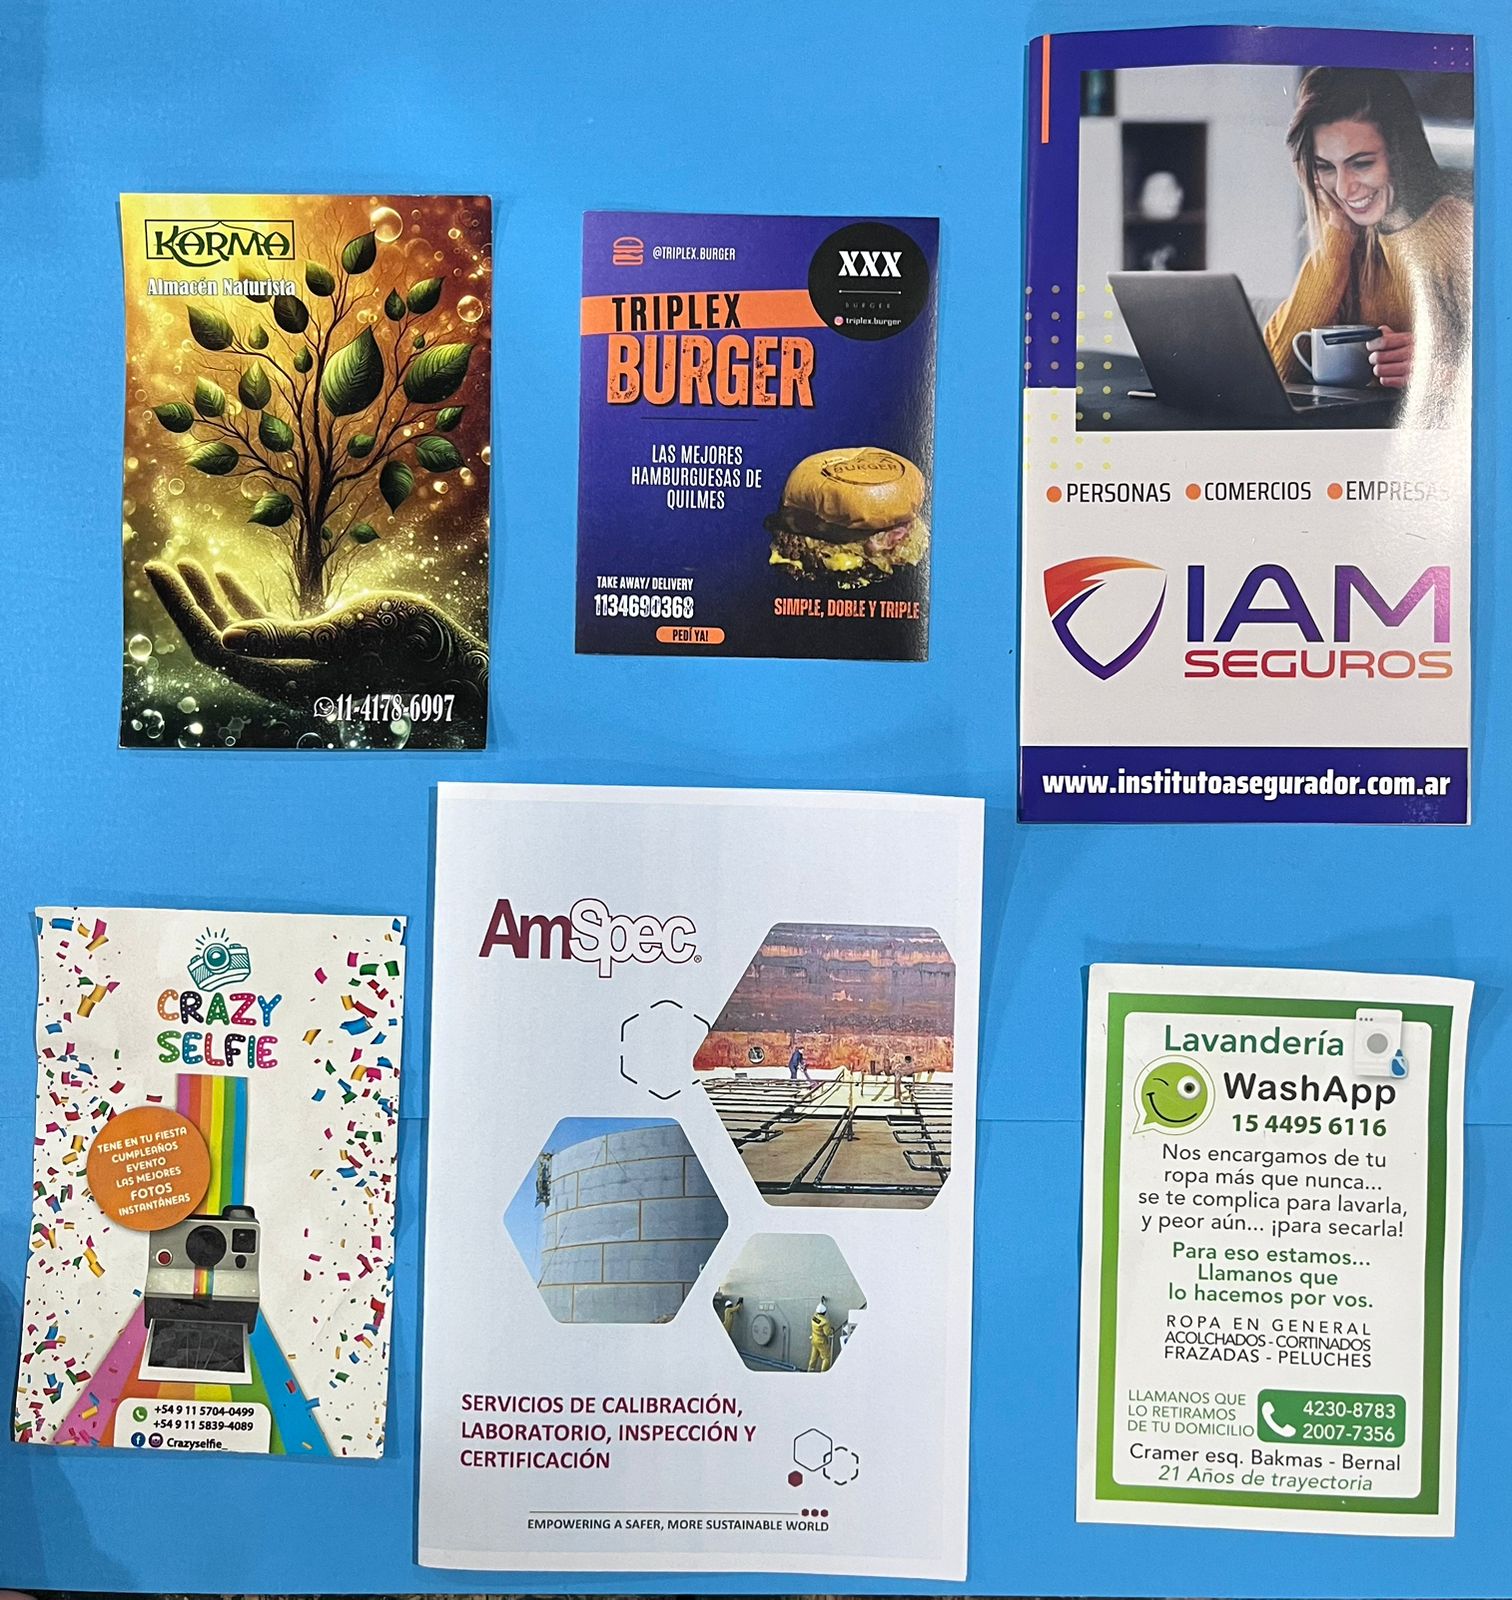 KARMA
Almacén Naturista
11-4178-6997
@TRIPLEX.BURGER
XXX
BURGER
triplex.burger
TRIPLEX
BURGER
LAS MEJORES
HAMBURGUESAS DE
QUILMES
BURGER
TAKE AWAY/ DELIVERY
1134690368
PEDÍ YA!
SIMPLE, DOBLE Y TRIPLE
PERSONAS COMERCIOS EMPRESAS
IAM
SEGUROS
www.institutoasegurador.com.ar
CRAZY
SELFIE
TENE EN TU FIESTA
CUMPLEAÑOS
EVENTO
LAS MEJORES
FOTOS
INSTANTÁNEAS
+54 9 11 5704-0499
+54 9 11 5839-4089
Crazyselfie_
AmSpec®
SERVICIOS DE CALIBRACIÓN,
LABORATORIO, INSPECCIÓN Y
CERTIFICACIÓN
EMPOWERING A SAFER, MORE SUSTAINABLE WORLD
Lavandería
WashApp
15 4495 6116
Nos encargamos de tu
ropa más que nunca...
se te complica para lavarla,
y peor aún... ¡para secarla!
Para eso estamos...
Llamanos que
lo hacemos por vos.
ROPA EN GENERAL
ACOLCHADOS - CORTINADOS
FRAZADAS - PELUCHES
LLAMANOS QUE
LO RETIRAMOS
DE TU DOMICILIO
4230-8783
2007-7356
Cramer esq. Bakmas - Bernal
21 Años de trayectoria